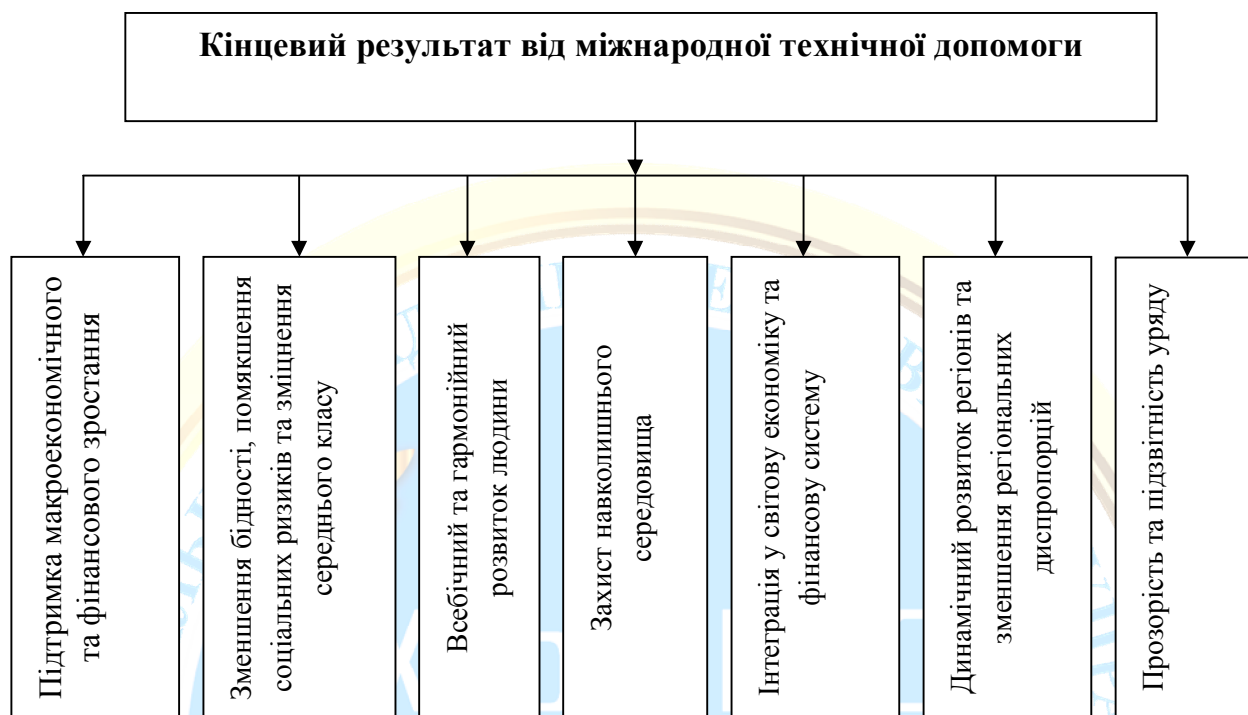 Кінцевий результат від міжнародної технічної допомоги
Підтримка макроекономічного
та фінансового зростання
Зменшення бідності, помякшення
соціальних ризиків та зміцнення
середнього класу
Всебічний та гармонійний
розвиток людини
Захист навколишнього
середовища
Інтеграція у світову економіку та
фінансову систему
Динамічний розвиток регіонів та
зменшення регіональних
диспропорцій
Прозорість та підзвітність уряду